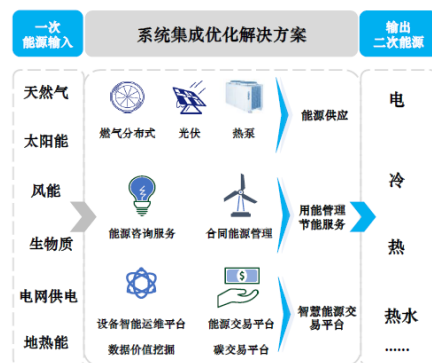 一次
能源输入
系统集成优化解决方案
输出
二次能源
天然气
太阳能
风能
生物质
电网供电
地热能
燃气分布式
光伏
热泵
能源供应
能源咨询服务
合同能源管理
用能管理
节能服务
设备智能运维平台
能源交易平台
数据价值挖掘
碳交易平台
智慧能源交
易平台
电
冷
热
热水
......